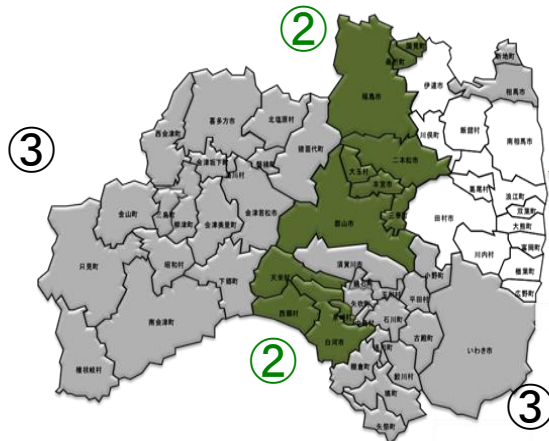 ②
国見町
桑折町
新地町
伊達市
相馬市
福島市
喜多方市
北塩原村
西会津町
川俣町
飯舘村
南相馬市
猪苗代町
③
会津坂下町
磐梯町
湯川村
二本松市
大玉村
本宮市
葛尾村
浪江町
双葉町
金山町
三島町
柳津町
会津美里町
会津若松市
郡山市
三春町
田村市
大熊町
富岡町
川内村
昭和村
只見町
下郷町
須賀川市
小野町
楢葉町
広野町
天栄村
鏡石町
矢吹町
玉川村
平田村
西郷村
石川町
南会津町
白河市
古殿町
いわき市
檜枝岐村
②
棚倉町
鮫川村
塙町
矢祭町
③